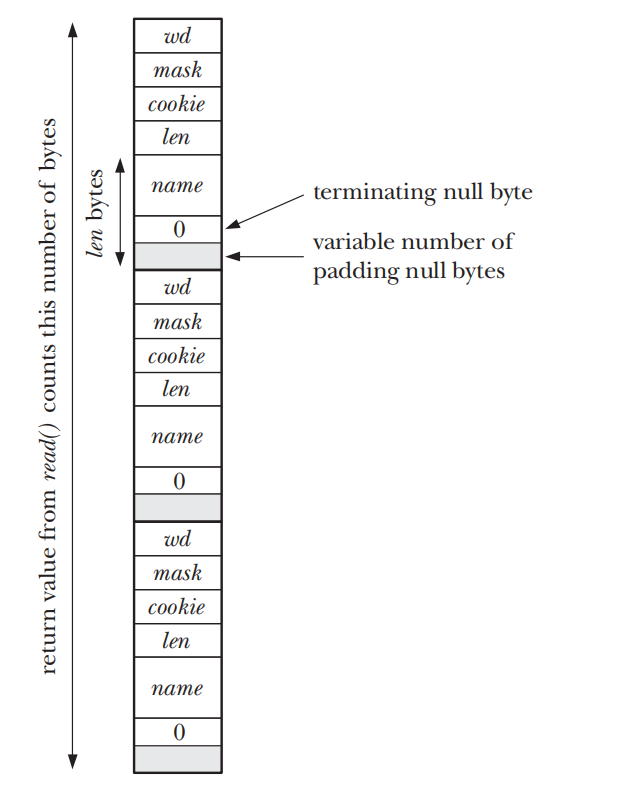 return value from read() counts this number of bytes
len bytes
wd
mask
cookie
len
name
0
terminating null byte
variable number of
padding null bytes
wd
mask
cookie
len
name
0
wd
mask
cookie
len
name
0